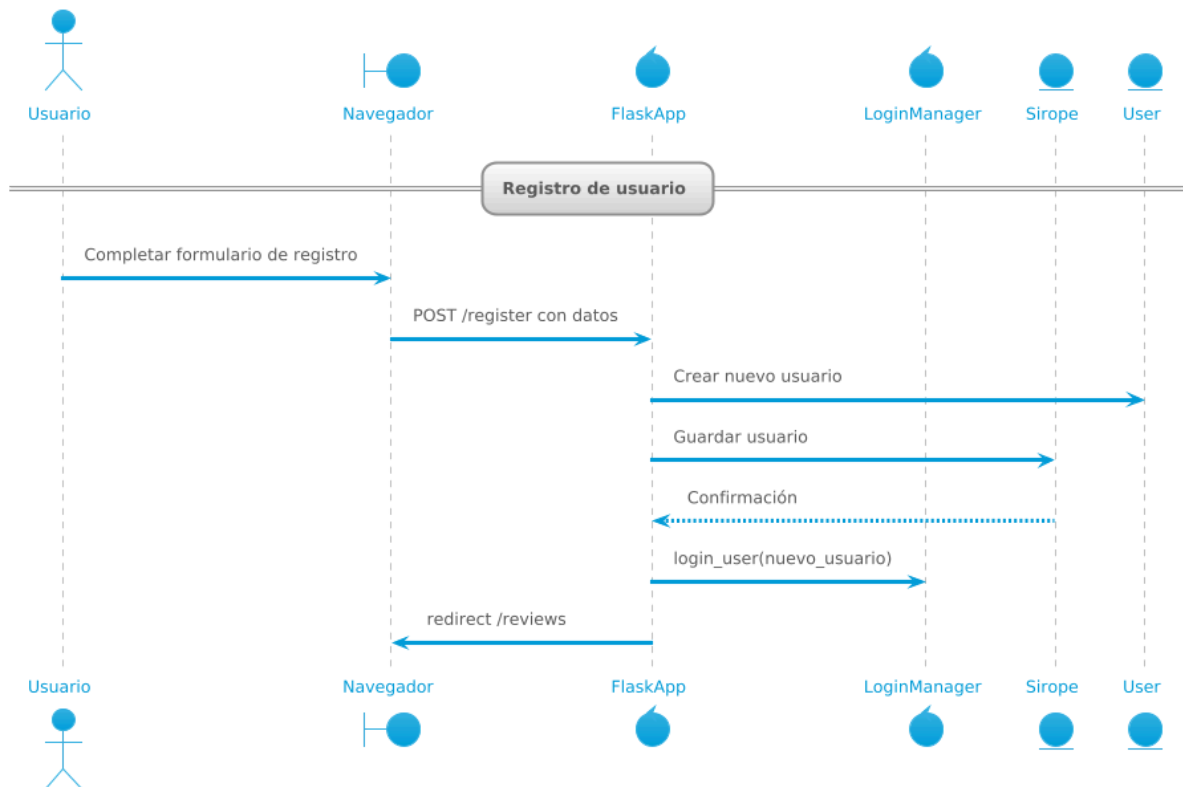 Usuario Navegador FlaskApp LoginManager Sirope User
Registro de usuario
Completar formulario de registro
POST /register con datos
Crear nuevo usuario
Guardar usuario
Confirmación
login_user(nuevo_usuario)
redirect /reviews
Usuario Navegador FlaskApp LoginManager Sirope User